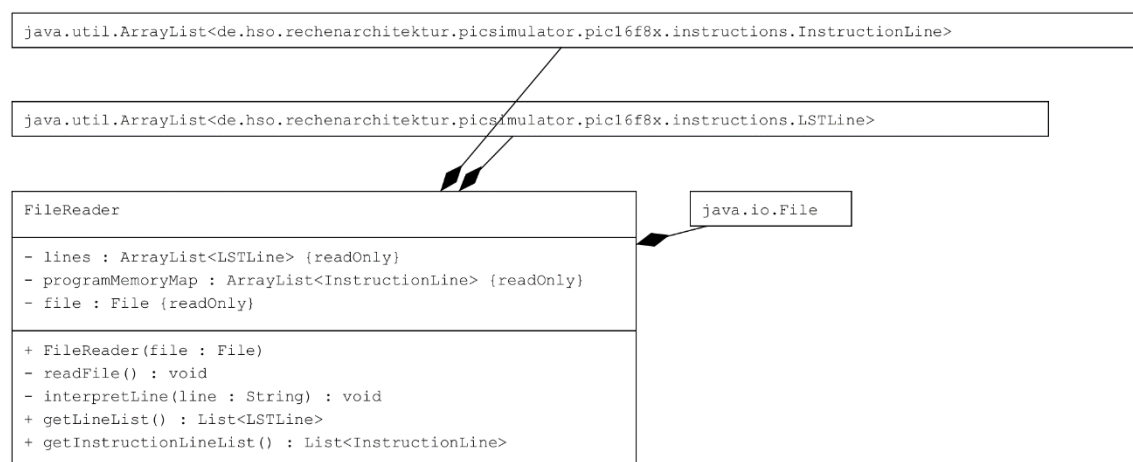 java.util.ArrayList<de.hso.rechenarchitektur.picsimulator.pic16f8x.instructions.InstructionLine>
java.util.ArrayList<de.hso.rechenarchitektur.picsimulator.pic16f8x.instructions.LSTLine>
FileReader
java.io.File
- lines : ArrayList<LSTLine> {readOnly}
- programMemoryMap : ArrayList<InstructionLine> {readOnly}
- file : File {readOnly}
+ FileReader(file : File)
- readFile() : void
- interpretLine(line : String) : void
+ getLineList() : List<LSTLine>
+ getInstructionLineList() : List<InstructionLine>